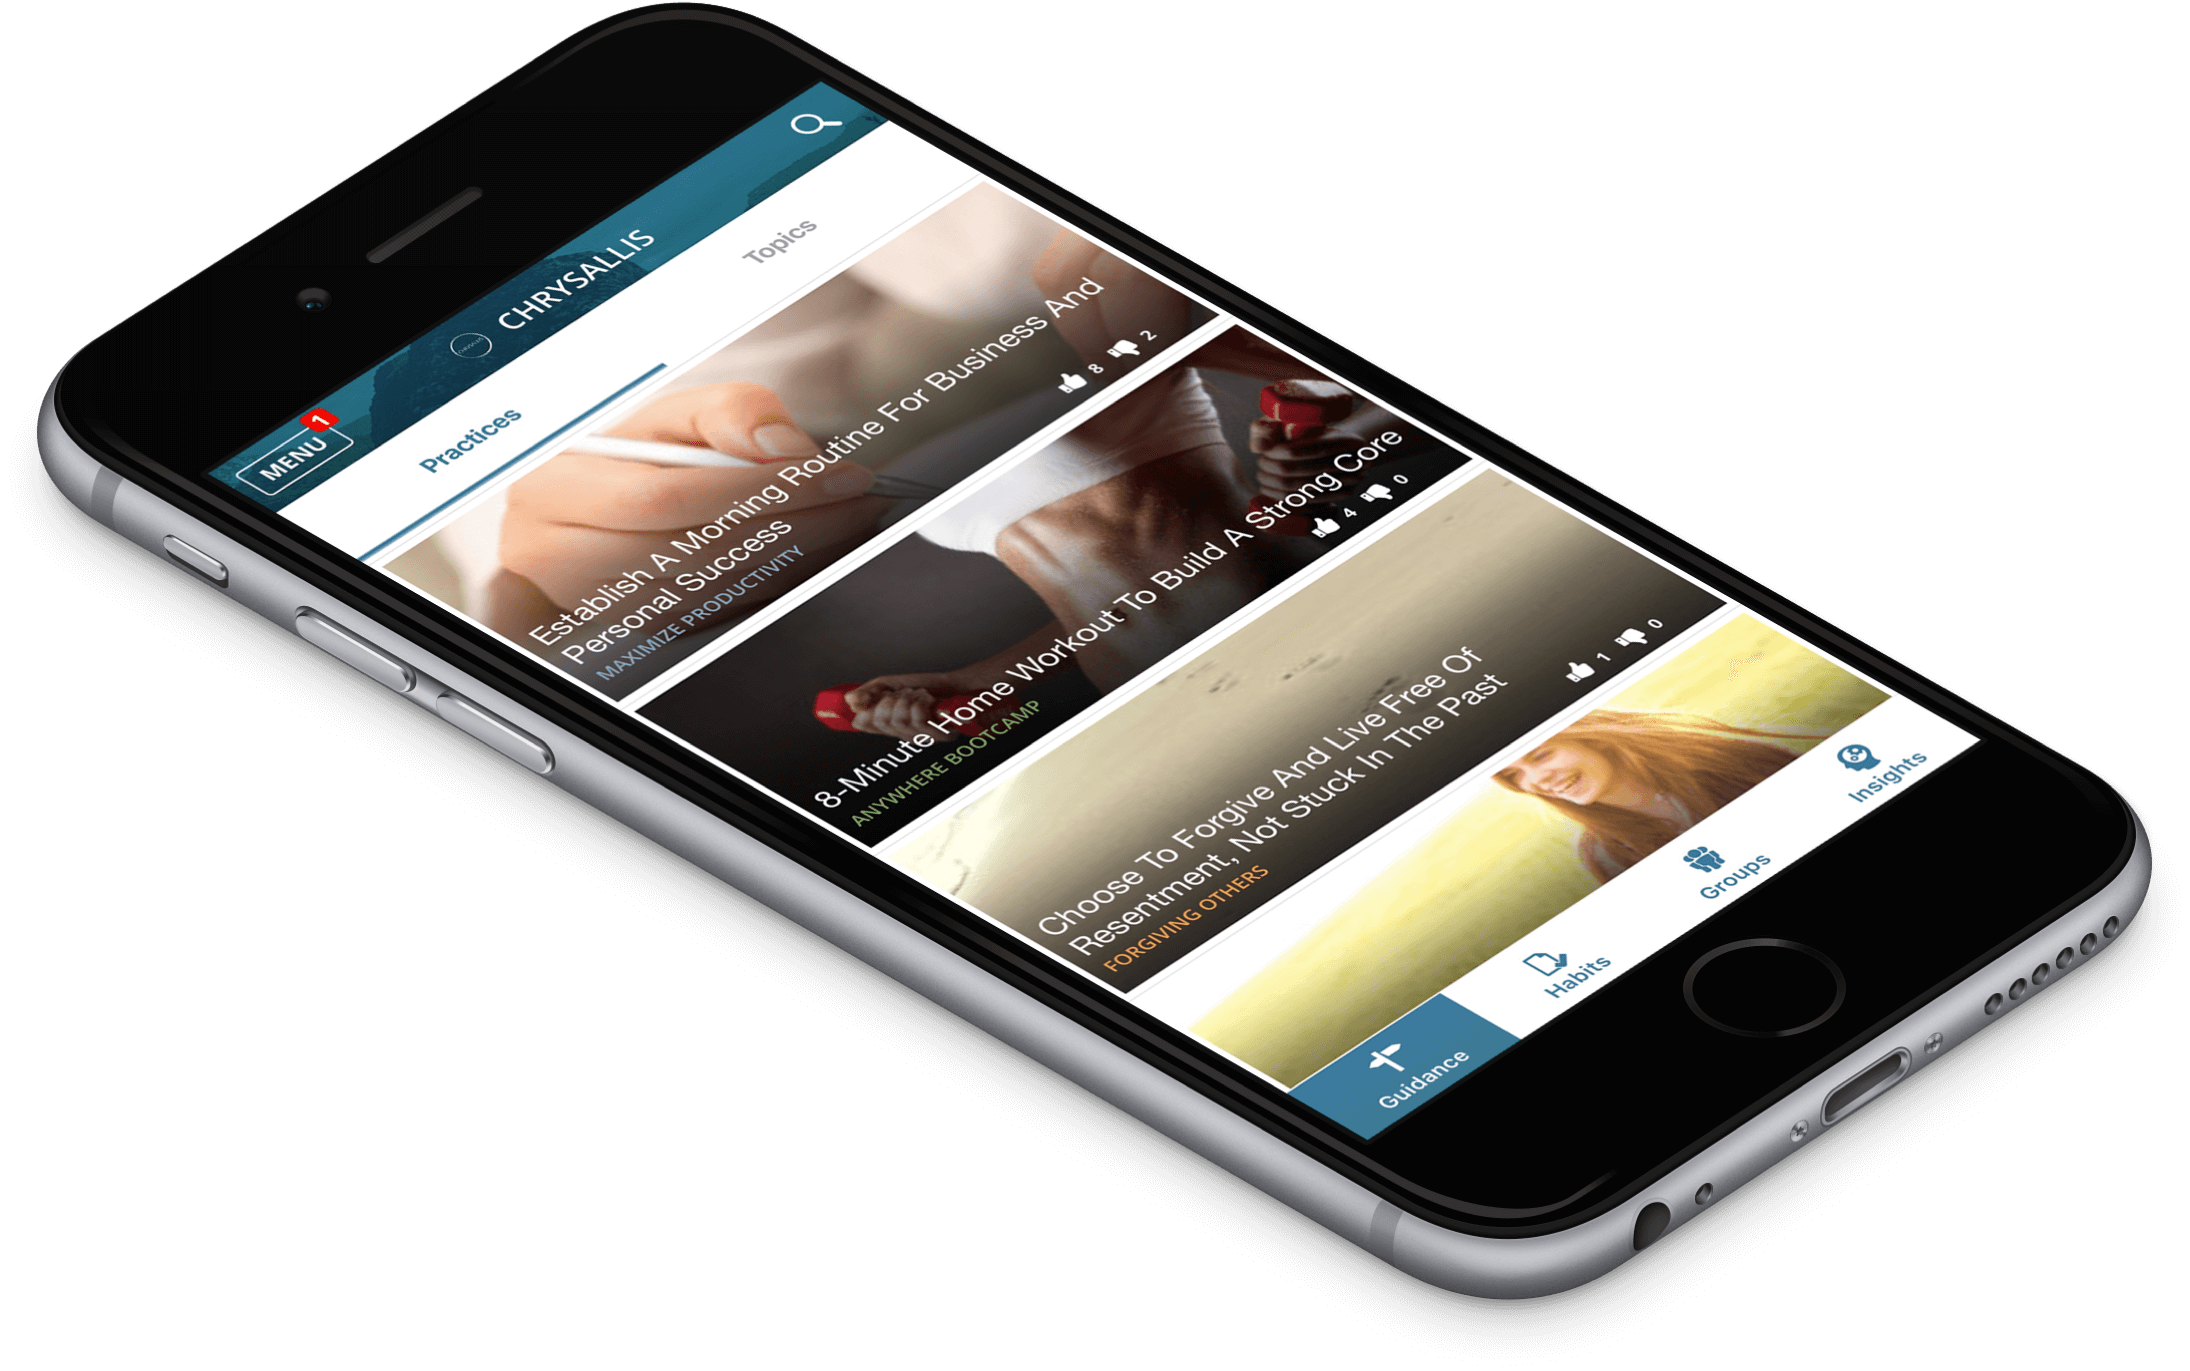 MENU
1
CHRYSALLIS
Practices
Topics
Establish A Morning Routine For Business And
Personal Success
MAXIMIZE PRODUCTIVITY
8
2
8-Minute Home Workout To Build A Strong Core
ANYWHERE BOOTCAMP
4
0
Choose To Forgive And Live Free Of
Resentment, Not Stuck In The Past
FORGIVING OTHERS
1
0
Guidance
Habits
Groups
Insights